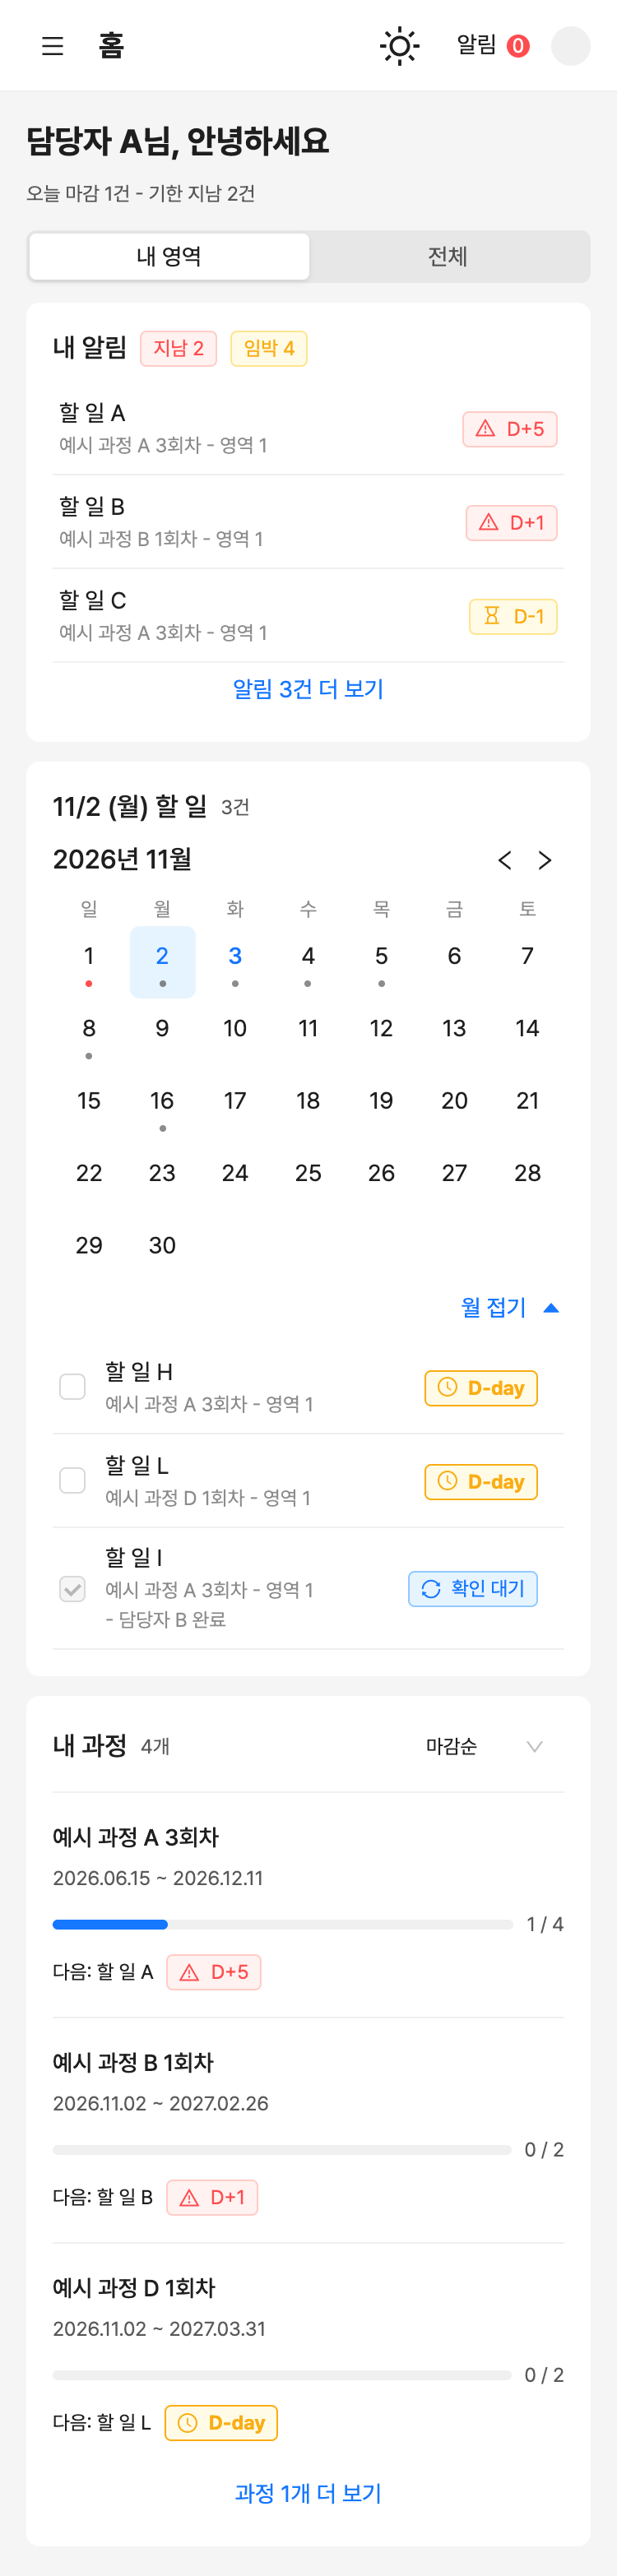 홈 알림 0
담당자 A님, 안녕하세요
오늘 마감 1건 - 기한 지남 2건
내 영역 전체
내 알림 지남 2 임박 4
할 일 A
예시 과정 A 3회차 - 영역 1
D+5
할 일 B
예시 과정 B 1회차 - 영역 1
D+1
할 일 C
예시 과정 A 3회차 - 영역 1
D-1
알림 3건 더 보기
11/2 (월) 할 일 3건
2026년 11월
일 월 화 수 목 금 토
1 2 3 4 5 6 7
8 9 10 11 12 13 14
15 16 17 18 19 20 21
22 23 24 25 26 27 28
29 30
월 접기
할 일 H
예시 과정 A 3회차 - 영역 1
D-day
할 일 L
예시 과정 D 1회차 - 영역 1
D-day
할 일 I
예시 과정 A 3회차 - 영역 1
- 담당자 B 완료
확인 대기
내 과정 4개 마감순
예시 과정 A 3회차
2026.06.15 ~ 2026.12.11
1 / 4
다음: 할 일 A D+5
예시 과정 B 1회차
2026.11.02 ~ 2027.02.26
0 / 2
다음: 할 일 B D+1
예시 과정 D 1회차
2026.11.02 ~ 2027.03.31
0 / 2
다음: 할 일 L D-day
과정 1개 더 보기